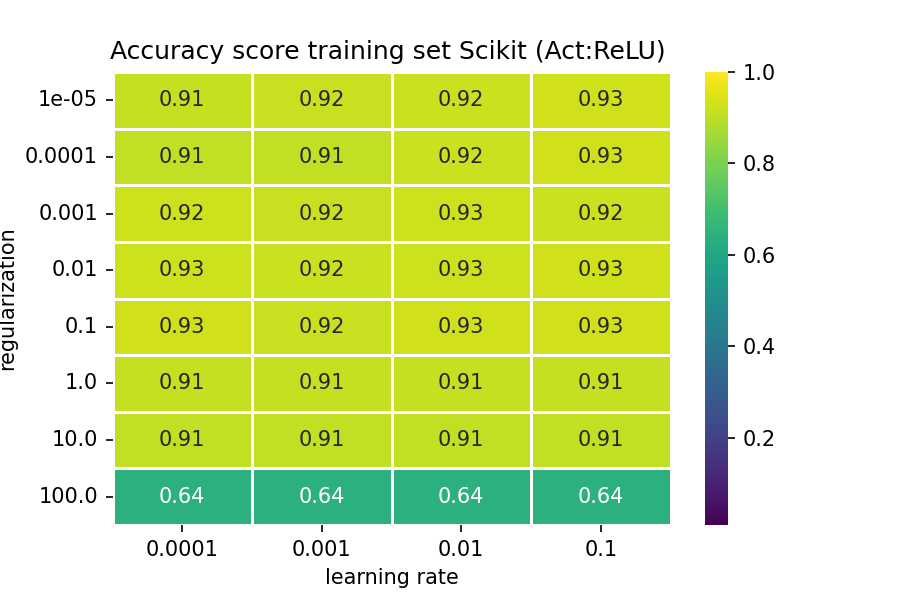 Accuracy score training set Scikit (Act:ReLU)
1e-05 0.91 0.92 0.92 0.93
0.0001 0.91 0.91 0.92 0.93
0.001 0.92 0.92 0.93 0.92
0.01 0.93 0.92 0.93 0.93
0.1 0.93 0.92 0.93 0.93
1.0 0.91 0.91 0.91 0.91
10.0 0.91 0.91 0.91 0.91
100.0 0.64 0.64 0.64 0.64
0.0001 0.001 0.01 0.1
learning rate
regularization
1.0
0.8
0.6
0.4
0.2